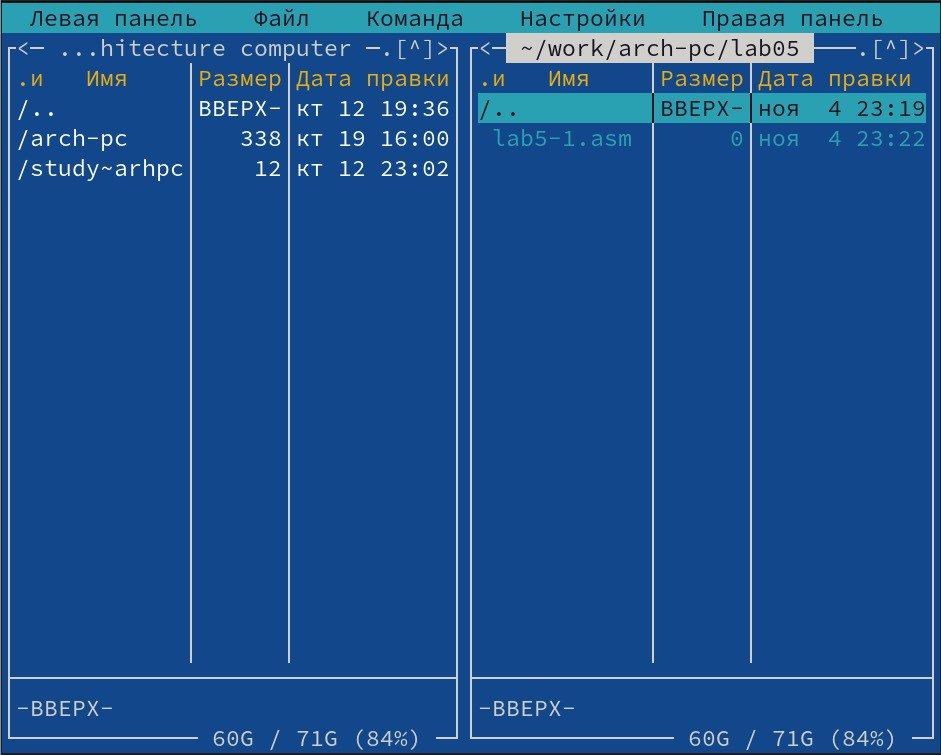 Левая панель Файл Команда Настройки Правая панель
<─ ...hitecture computer ─.[^]>
.и Имя Размер Дата правки
/.. ВВЕРХ- кт 12 19:36
/arch-pc 338 кт 19 16:00
/study~arhpc 12 кт 12 23:02
-ВВЕРХ-
60G / 71G (84%)
<─ ~/work/arch-pc/lab05 ─.[^]>
.и Имя Размер Дата правки
/.. ВВЕРХ- ноя 4 23:19
lab5-1.asm 0 ноя 4 23:22
-ВВЕРХ-
60G / 71G (84%)